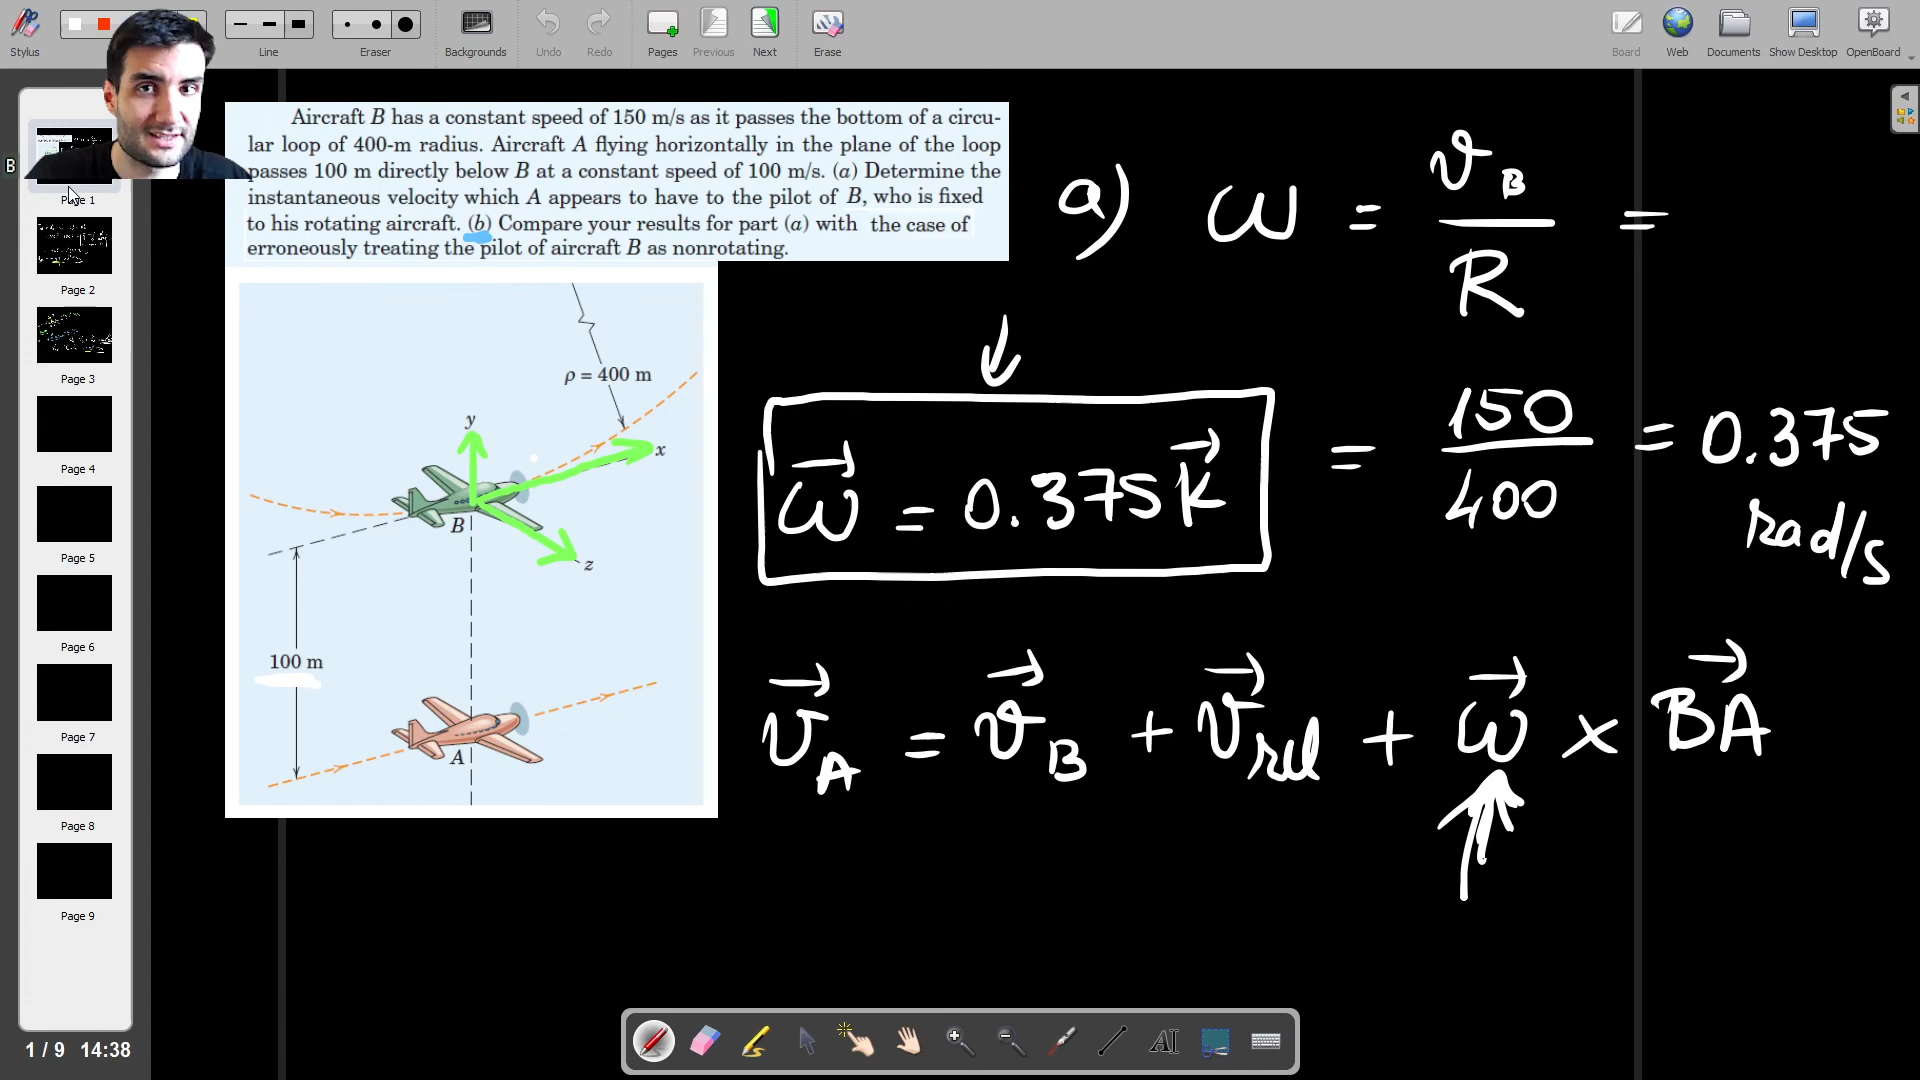 Stylus
Line
Eraser
Backgrounds
Undo
Redo
Pages
Previous
Next
Erase
Board
Web
Documents
Show Desktop
OpenBoard
B
Page 1
Page 2
Page 3
Page 4
Page 5
Page 6
Page 7
Page 8
Page 9
1 / 9 14:38
Aircraft B has a constant speed of 150 m/s as it passes the bottom of a circu-
lar loop of 400-m radius. Aircraft A flying horizontally in the plane of the loop
passes 100 m directly below B at a constant speed of 100 m/s. (a) Determine the
instantaneous velocity which A appears to have to the pilot of B, who is fixed
to his rotating aircraft. (b) Compare your results for part (a) with the case of
erroneously treating the pilot of aircraft B as nonrotating.
ρ = 400 m
y
x
B
z
100 m
A
a) ω = v_B / R =
= 150 / 400 = 0.375
rad/s
ω⃗ = 0.375 k⃗
v⃗_A = v⃗_B + v⃗_rel + ω⃗ × B⃗A
AI